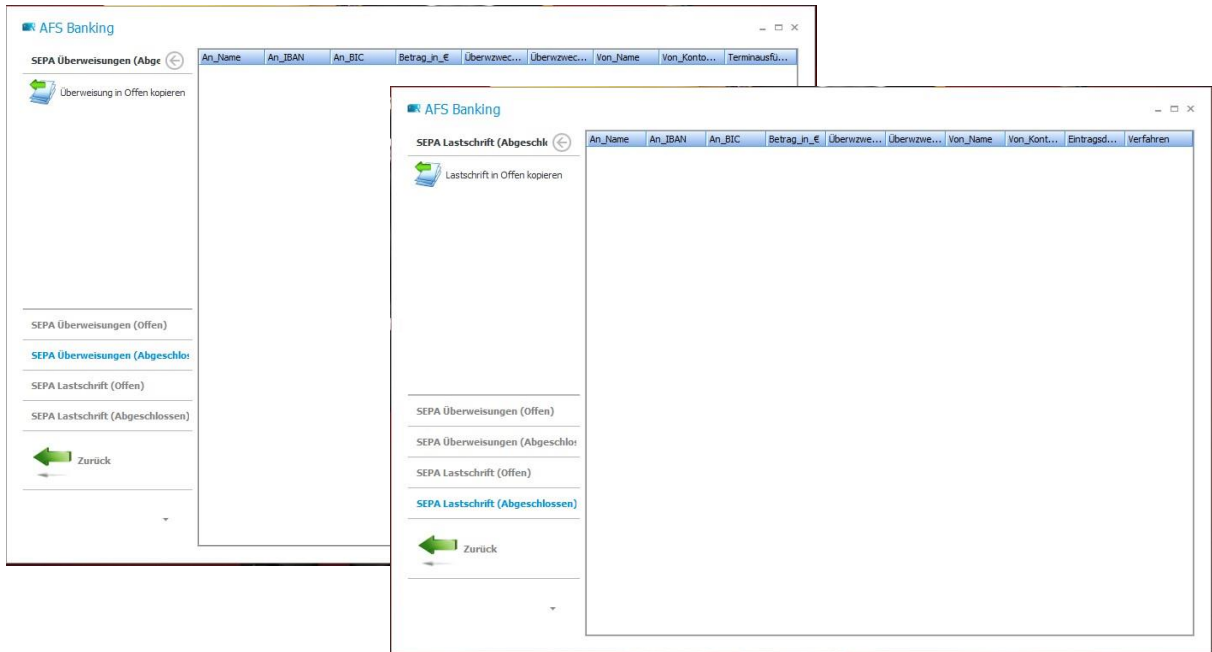 AFS Banking
SEPA Überweisungen (Abge
An_Name An_IBAN An_BIC Betrag_in_€ Überwzwec... Überwzwec... Von_Name Von_Konto... Terminausfü...
Überweisung in Offen kopieren
SEPA Überweisungen (Offen)
SEPA Überweisungen (Abgeschlos
SEPA Lastschrift (Offen)
SEPA Lastschrift (Abgeschlossen)
Zurück
AFS Banking
SEPA Lastschrift (Abgeschlo
An_Name An_IBAN An_BIC Betrag_in_€ Überwzwe... Überwzwe... Von_Name Von_Kont... Eintragsd... Verfahren
Lastschrift in Offen kopieren
SEPA Überweisungen (Offen)
SEPA Überweisungen (Abgeschlos
SEPA Lastschrift (Offen)
SEPA Lastschrift (Abgeschlossen)
Zurück